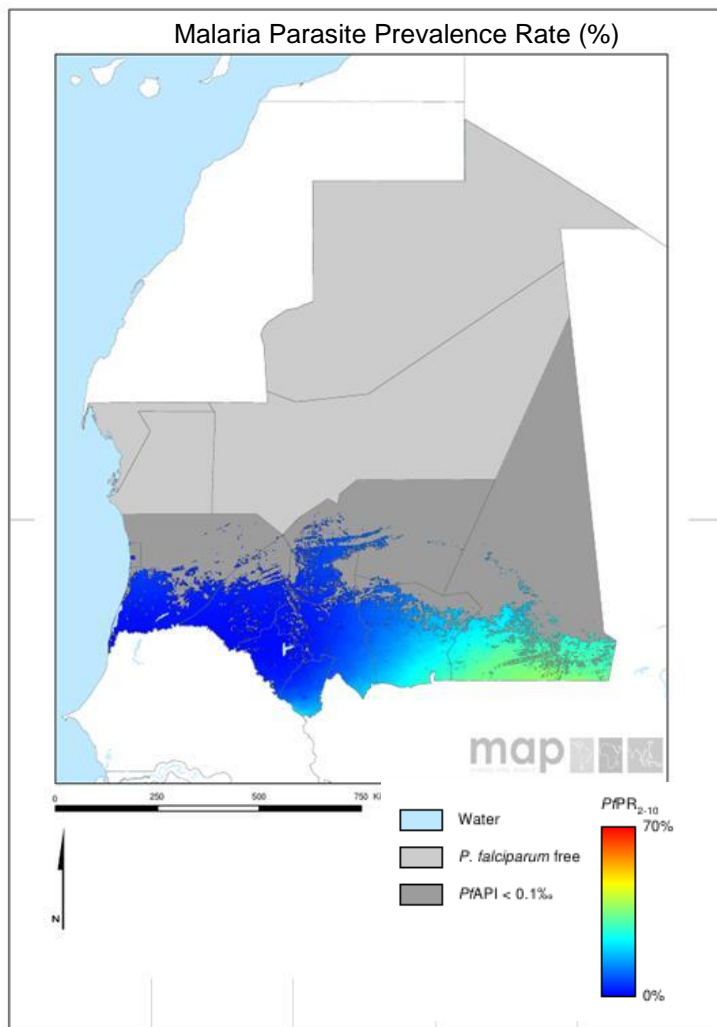 Malaria Parasite Prevalence Rate (%)
map
0 250 500 750 Ki
Water
P. falciparum free
PfAPI < 0.1‰
PfPR2-10
70%
0%
N